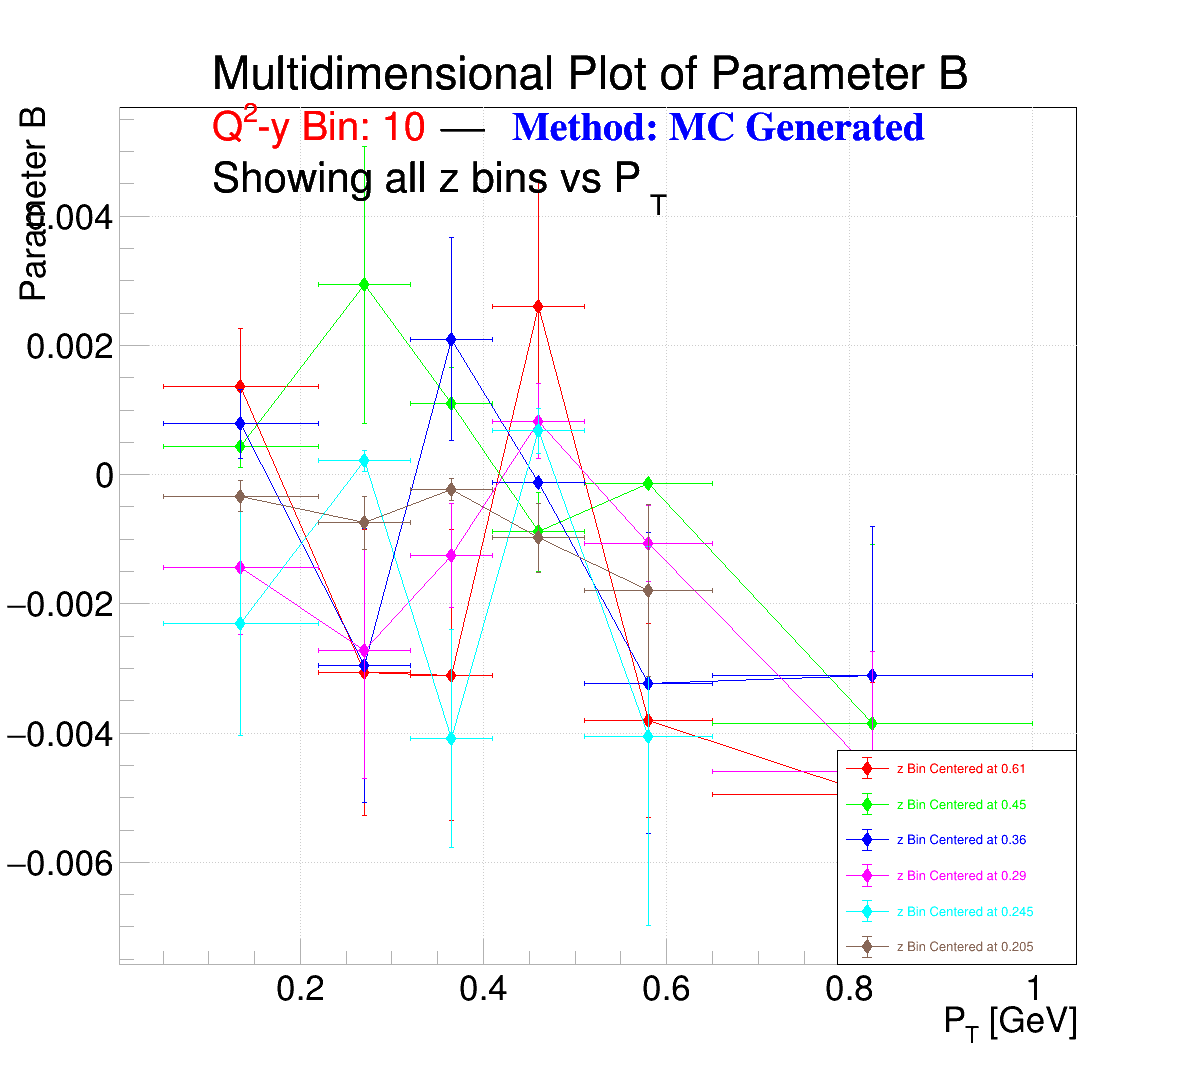 Multidimensional Plot of Parameter B
Q²-y Bin: 10 — Method: MC Generated
Showing all z bins vs P_T
Parameter B
0.004
0.002
0
−0.002
−0.004
−0.006
z Bin Centered at 0.61
z Bin Centered at 0.45
z Bin Centered at 0.36
z Bin Centered at 0.29
z Bin Centered at 0.245
z Bin Centered at 0.205
0.2 0.4 0.6 0.8 1
P_T [GeV]